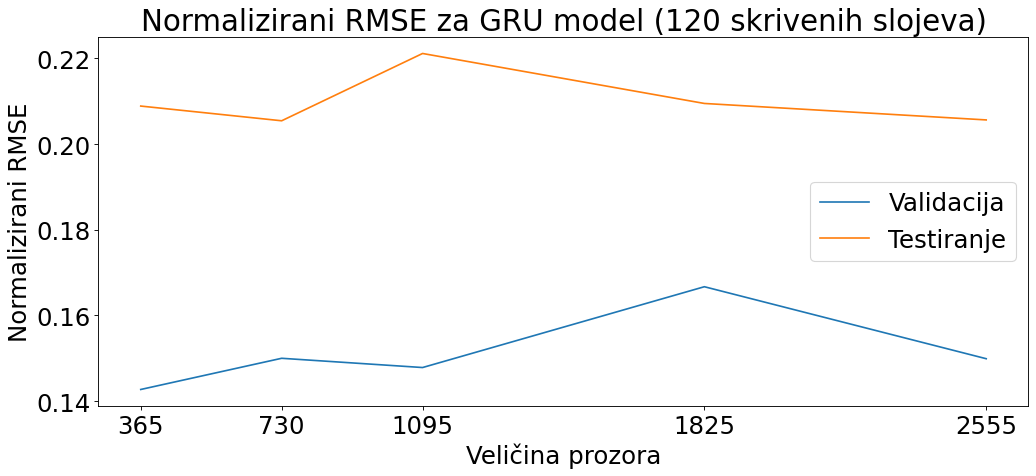 Normalizirani RMSE za GRU model (120 skrivenih slojeva)
Normalizirani RMSE
0.22
0.20
0.18
0.16
0.14
Validacija
Testiranje
365 730 1095 1825 2555
Veličina prozora